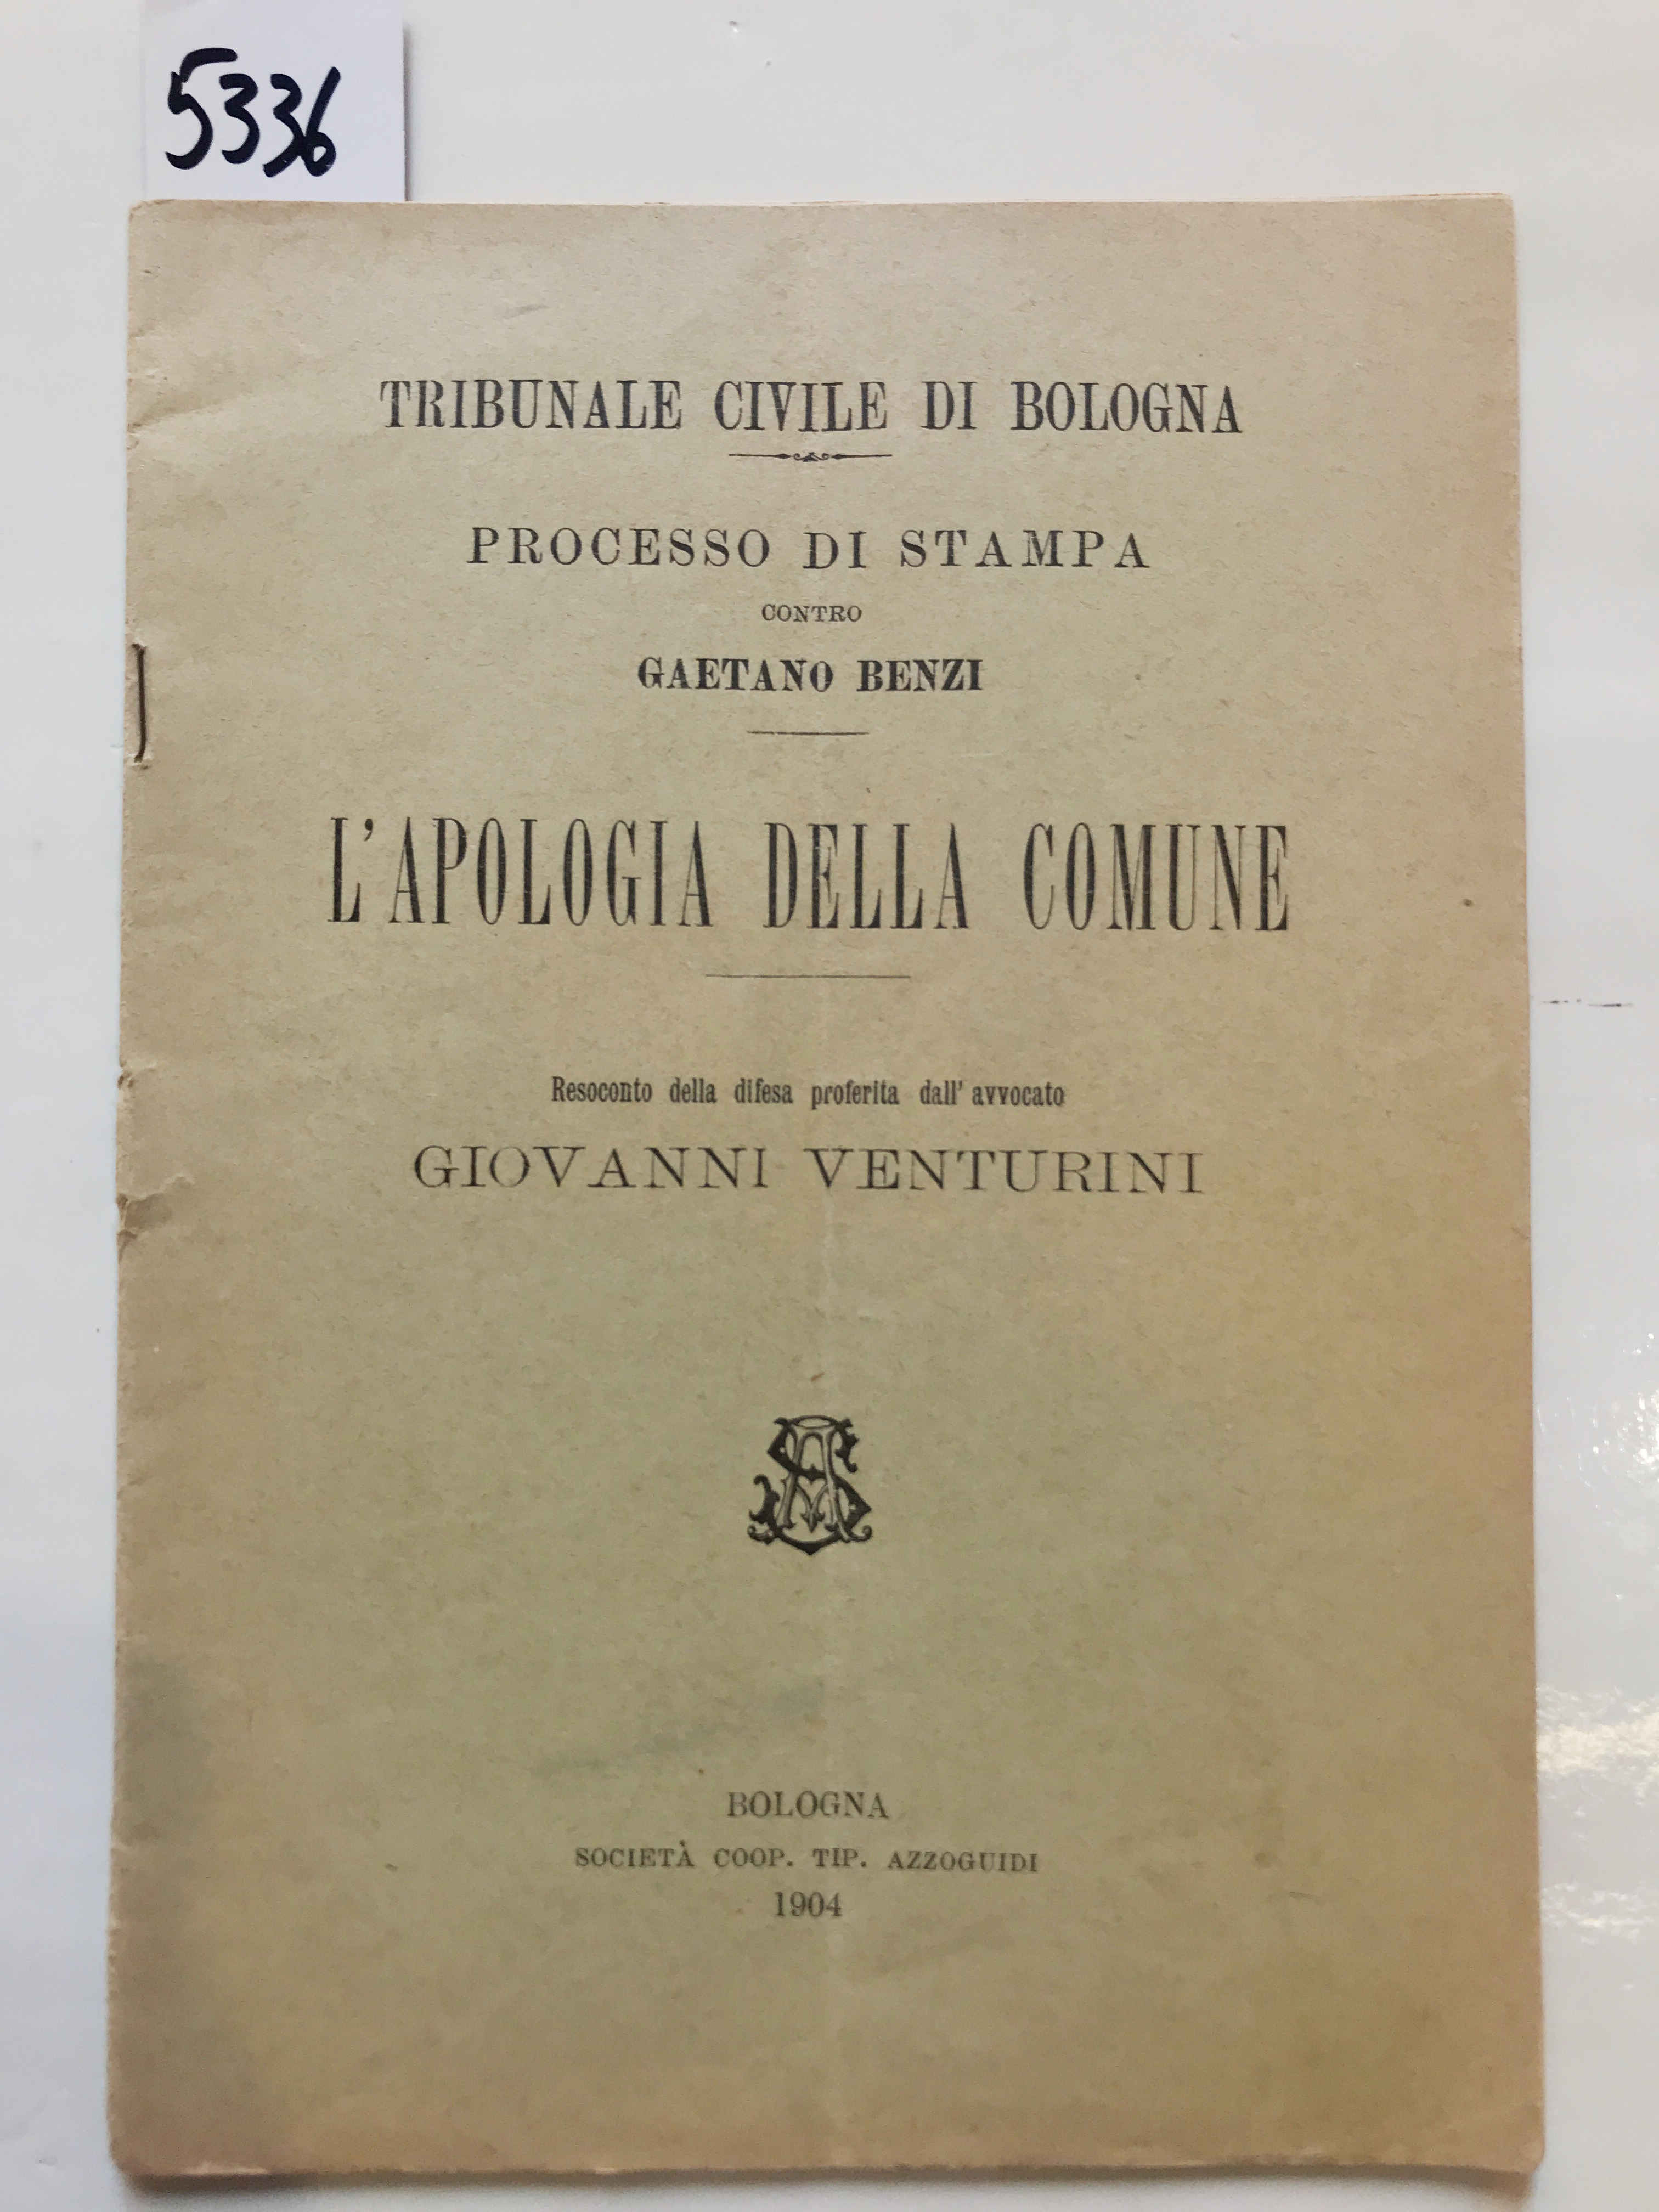 5336
TRIBUNALE CIVILE DI BOLOGNA
PROCESSO DI STAMPA
CONTRO
GAETANO BENZI
L'APOLOGIA DELLA COMUNE
Resoconto della difesa proferita dall' avvocato
GIOVANNI VENTURINI
BOLOGNA
SOCIETÀ COOP. TIP. AZZOGUIDI
1904